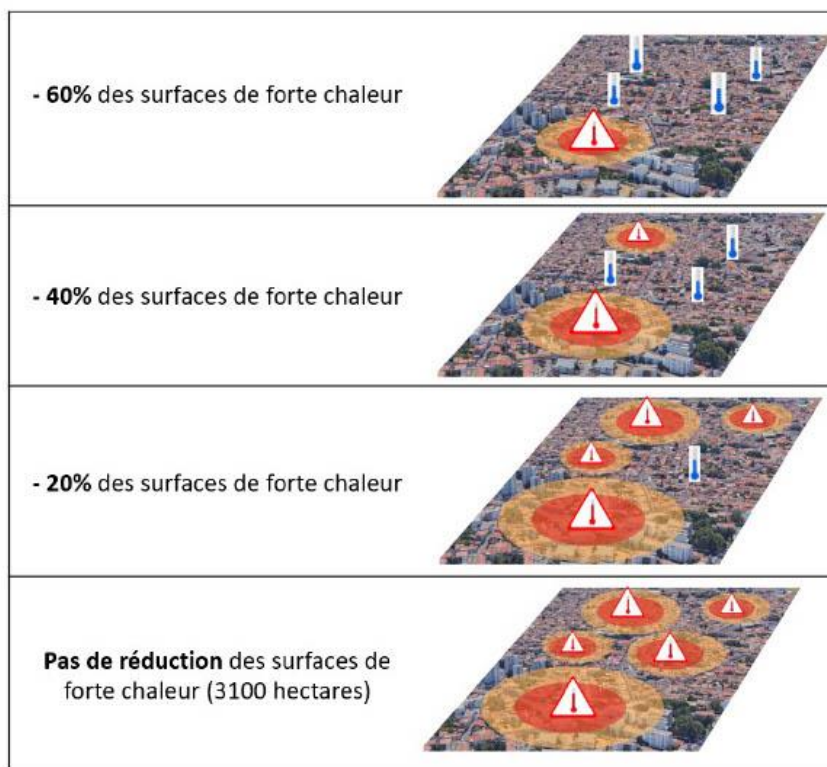 - 60% des surfaces de forte chaleur
- 40% des surfaces de forte chaleur
- 20% des surfaces de forte chaleur
Pas de réduction des surfaces de
forte chaleur (3100 hectares)